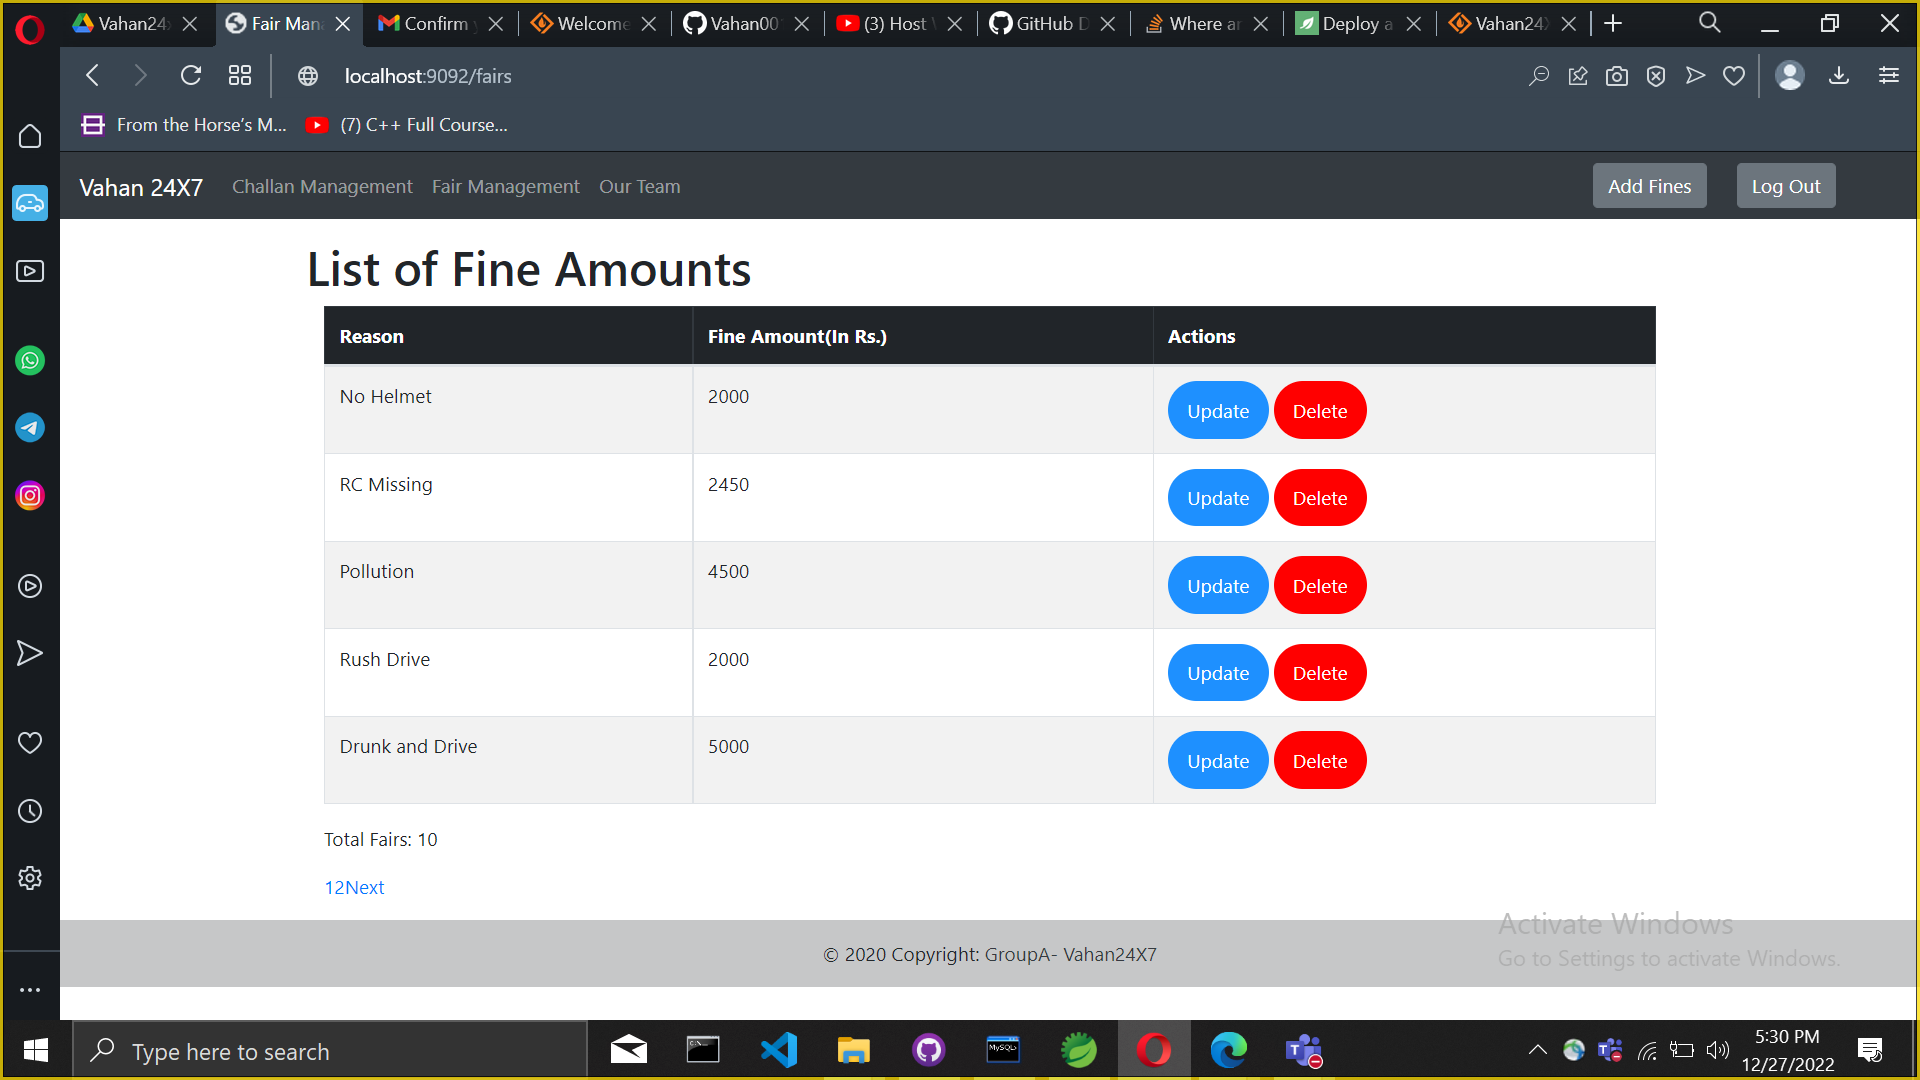 Vahan24
Fair Mana
Confirm y
Welcome
Vahan00
(3) Host V
GitHub D
Where ar
Deploy a
Vahan24X
localhost:9092/fairs
From the Horse's M...
(7) C++ Full Course...
Vahan 24X7 Challan Management Fair Management Our Team Add Fines Log Out
List of Fine Amounts
Reason Fine Amount(In Rs.) Actions
No Helmet 2000 Update Delete
RC Missing 2450 Update Delete
Pollution 4500 Update Delete
Rush Drive 2000 Update Delete
Drunk and Drive 5000 Update Delete
Total Fairs: 10
12Next
Activate Windows
© 2020 Copyright: GroupA- Vahan24X7
Go to Settings to activate Windows.
Type here to search
MySQL
5:30 PM
12/27/2022